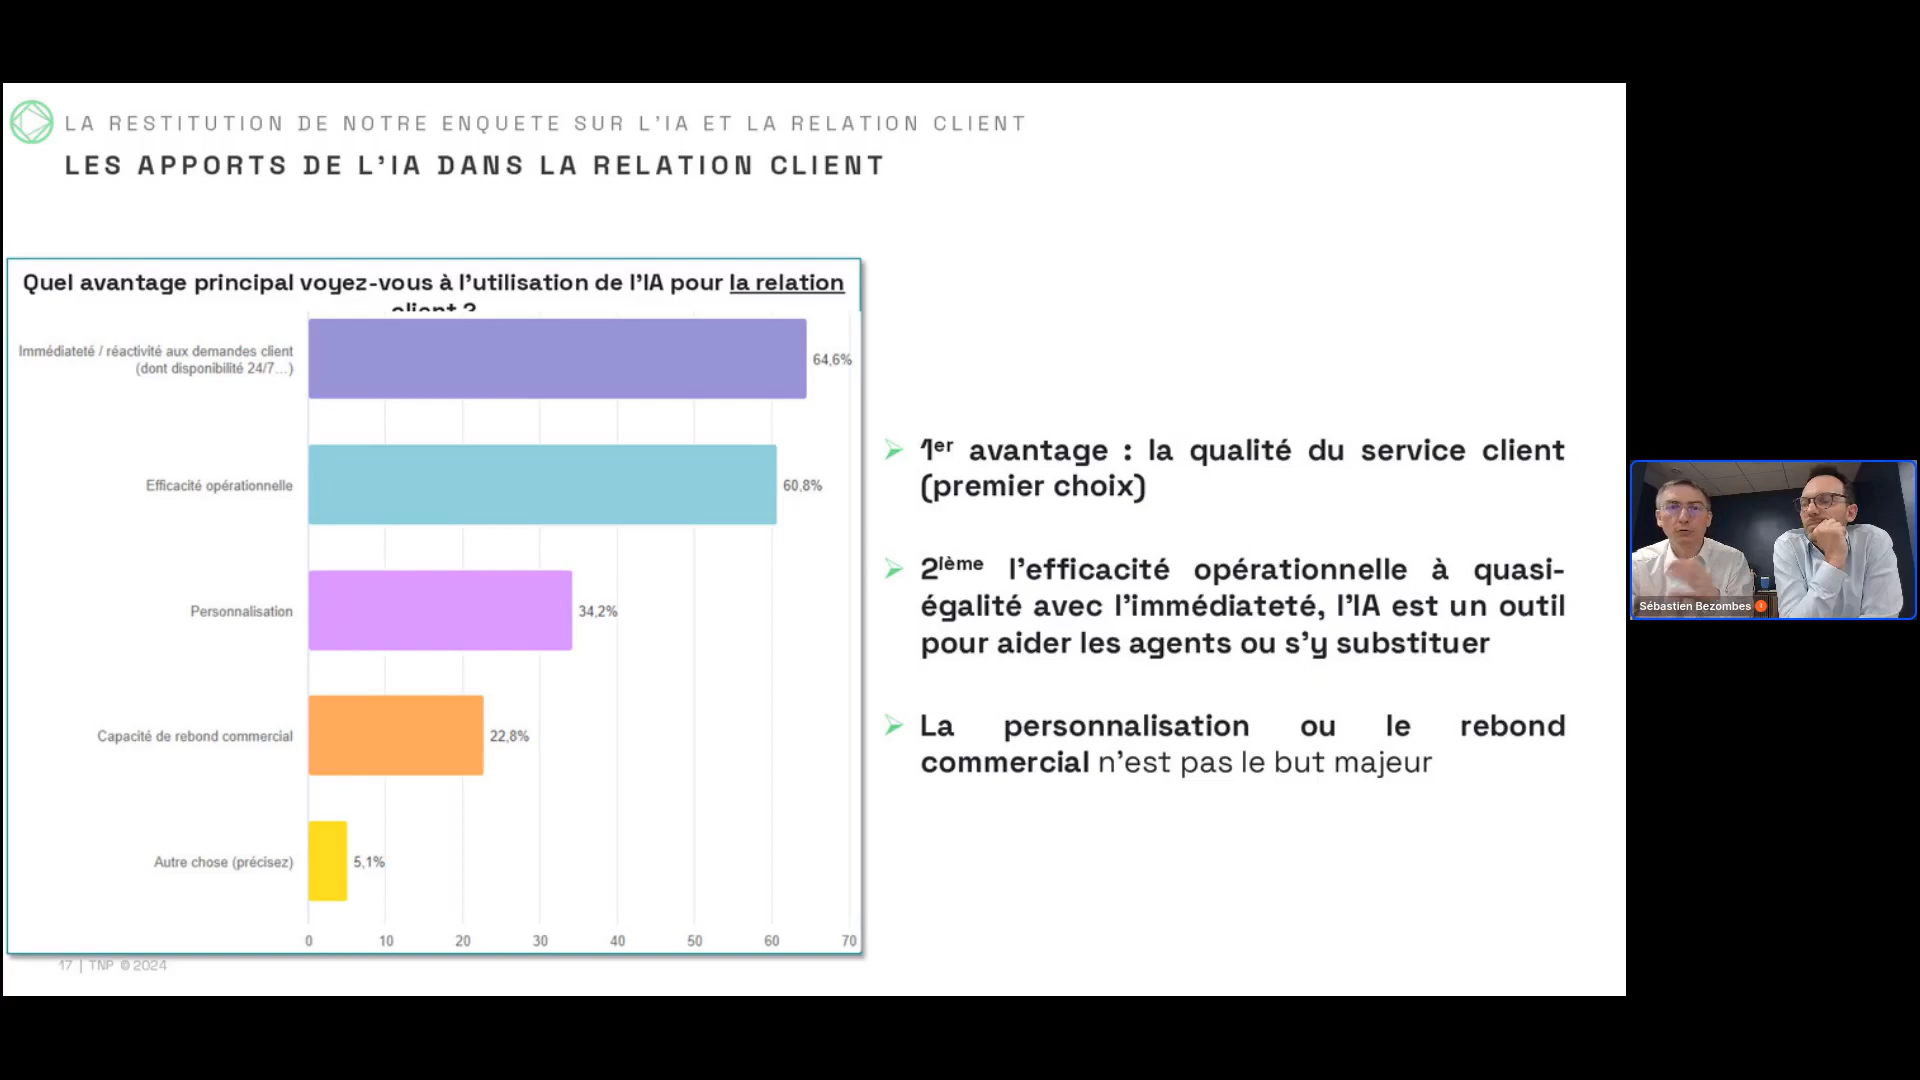 LA RESTITUTION DE NOTRE ENQUETE SUR L'IA ET LA RELATION CLIENT
LES APPORTS DE L'IA DANS LA RELATION CLIENT
Quel avantage principal voyez-vous à l'utilisation de l'IA pour la relation
client ?
Immédiateté / réactivité aux demandes client
(dont disponibilité 24/7...)
64,6%
Efficacité opérationnelle
60,8%
Personnalisation
34,2%
Capacité de rebond commercial
22,8%
Autre chose (précisez)
5,1%
0 10 20 30 40 50 60 70
1er avantage : la qualité du service client
(premier choix)
2ième l'efficacité opérationnelle à quasi-
égalité avec l'immédiateté, l'IA est un outil
pour aider les agents ou s'y substituer
La personnalisation ou le rebond
commercial n'est pas le but majeur
17 | TNP © 2024
Sébastien Bezombes